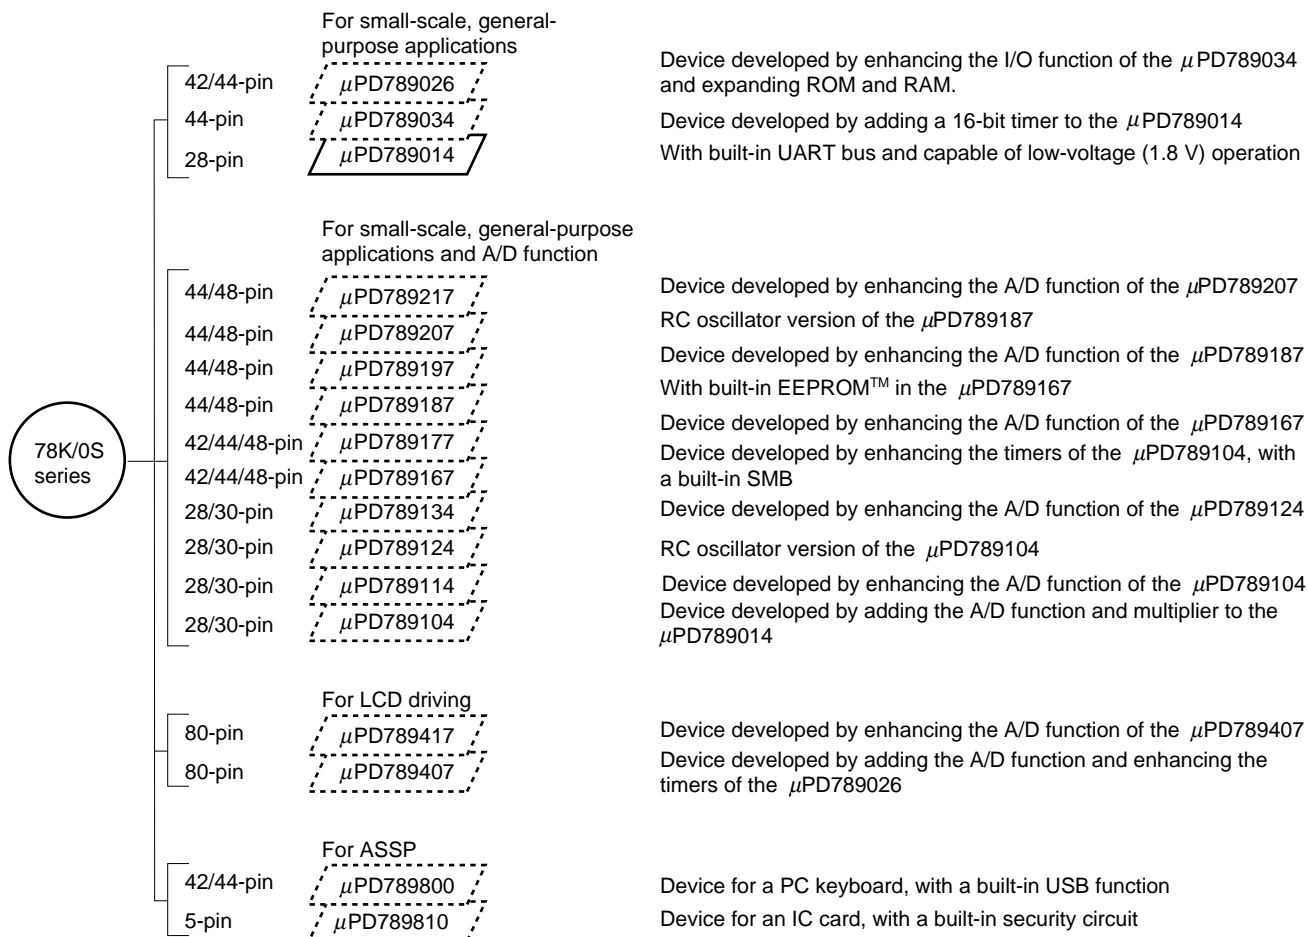 For small-scale, general-
purpose applications
42/44-pin μPD789026 Device developed by enhancing the I/O function of the μPD789034
and expanding ROM and RAM.
44-pin μPD789034 Device developed by adding a 16-bit timer to the μPD789014
28-pin μPD789014 With built-in UART bus and capable of low-voltage (1.8 V) operation
For small-scale, general-purpose
applications and A/D function
44/48-pin μPD789217 Device developed by enhancing the A/D function of the μPD789207
44/48-pin μPD789207 RC oscillator version of the μPD789187
44/48-pin μPD789197 Device developed by enhancing the A/D function of the μPD789187
44/48-pin μPD789187 With built-in EEPROM™ in the μPD789167
42/44/48-pin μPD789177 Device developed by enhancing the A/D function of the μPD789167
42/44/48-pin μPD789167 Device developed by enhancing the timers of the μPD789104, with
a built-in SMB
28/30-pin μPD789134 Device developed by enhancing the A/D function of the μPD789124
28/30-pin μPD789124 RC oscillator version of the μPD789104
28/30-pin μPD789114 Device developed by enhancing the A/D function of the μPD789104
28/30-pin μPD789104 Device developed by adding the A/D function and multiplier to the
μPD789014
78K/0S
series
For LCD driving
80-pin μPD789417 Device developed by enhancing the A/D function of the μPD789407
80-pin μPD789407 Device developed by adding the A/D function and enhancing the
timers of the μPD789026
For ASSP
42/44-pin μPD789800 Device for a PC keyboard, with a built-in USB function
5-pin μPD789810 Device for an IC card, with a built-in security circuit